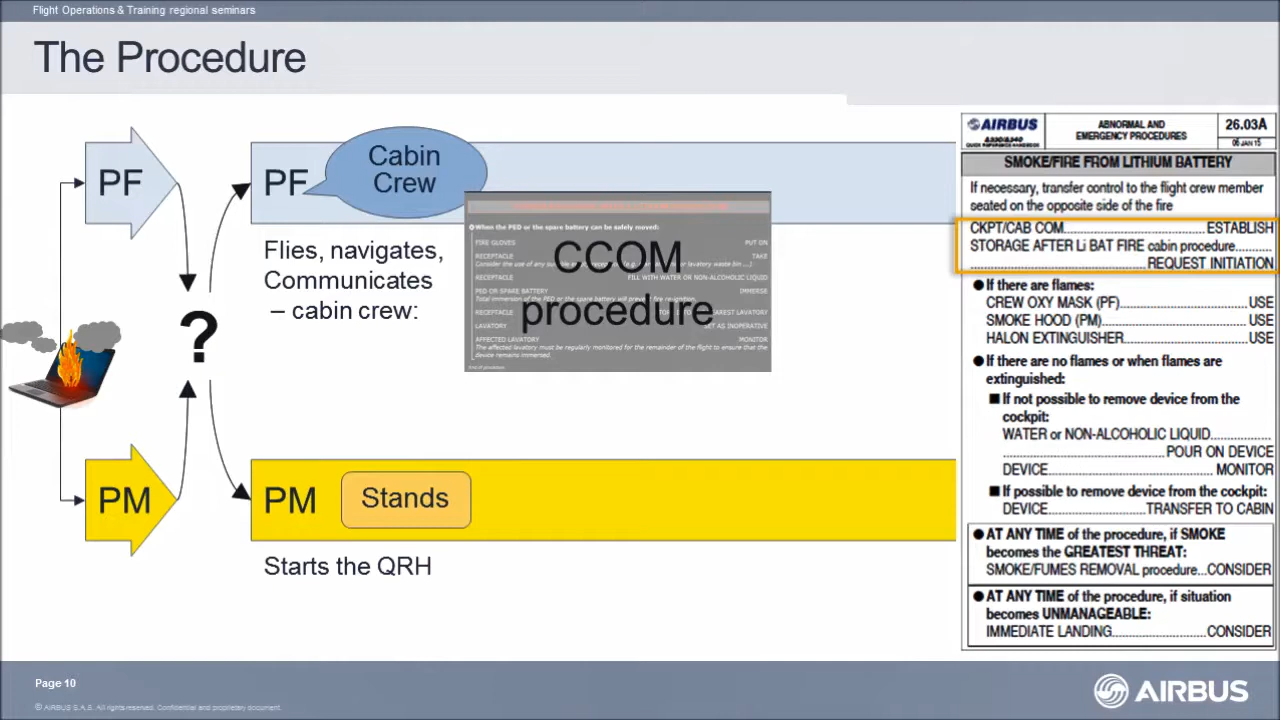 Flight Operations & Training regional seminars
The Procedure
PF
PF
Cabin
Crew
Flies, navigates,
Communicates
– cabin crew:
When the PED or the spare battery can be safely moved:
FIRE GLOVES PUT ON
RECEPTACLE TAKE
Consider the use of any
RECEPTACLE FILL WITH WATER OR NON-ALCOHOLIC LIQUID
PED OR SPARE BATTERY IMMERSE
Total immersion of the PED or the spare battery will prevent fire re-ignition.
RECEPTACLE
LAVATORY SET AS INOPERATIVE
AFFECTED LAVATORY MONITOR
The affected lavatory must be regularly monitored for the remainder of the flight to ensure that the
device remains immersed.
End of procedure
CCOM
procedure
?
PM
PM
Stands
Starts the QRH
AIRBUS
A330/A340
QUICK REFERENCE HANDBOOK
ABNORMAL AND
EMERGENCY PROCEDURES
26.03A
06 JAN 15
SMOKE/FIRE FROM LITHIUM BATTERY
If necessary, transfer control to the flight crew member
seated on the opposite side of the fire
CKPT/CAB COM........................................ESTABLISH
STORAGE AFTER Li BAT FIRE cabin procedure..........
.................................................REQUEST INITIATION
● If there are flames:
CREW OXY MASK (PF)....................................USE
SMOKE HOOD (PM)........................................USE
HALON EXTINGUISHER...................................USE
● If there are no flames or when flames are
extinguished:
■ If not possible to remove device from the
cockpit:
WATER or NON-ALCOHOLIC LIQUID..................
..............................................POUR ON DEVICE
DEVICE................................................MONITOR
■ If possible to remove device from the cockpit:
DEVICE............................TRANSFER TO CABIN
● AT ANY TIME of the procedure, if SMOKE
becomes the GREATEST THREAT:
SMOKE/FUMES REMOVAL procedure...CONSIDER
● AT ANY TIME of the procedure, if situation
becomes UNMANAGEABLE:
IMMEDIATE LANDING..........................CONSIDER
Page 10
© AIRBUS S.A.S. All rights reserved. Confidential and proprietary document.
AIRBUS